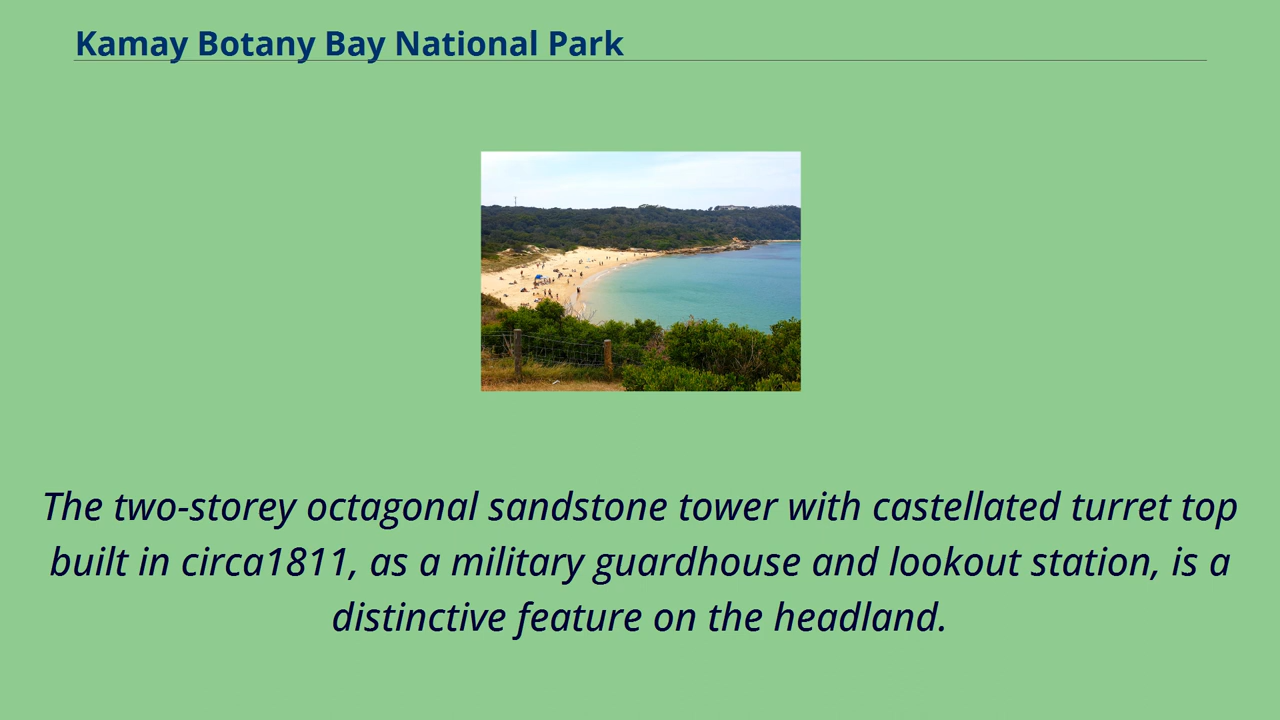 Kamay Botany Bay National Park
The two-storey octagonal sandstone tower with castellated turret top
built in circa1811, as a military guardhouse and lookout station, is a
distinctive feature on the headland.